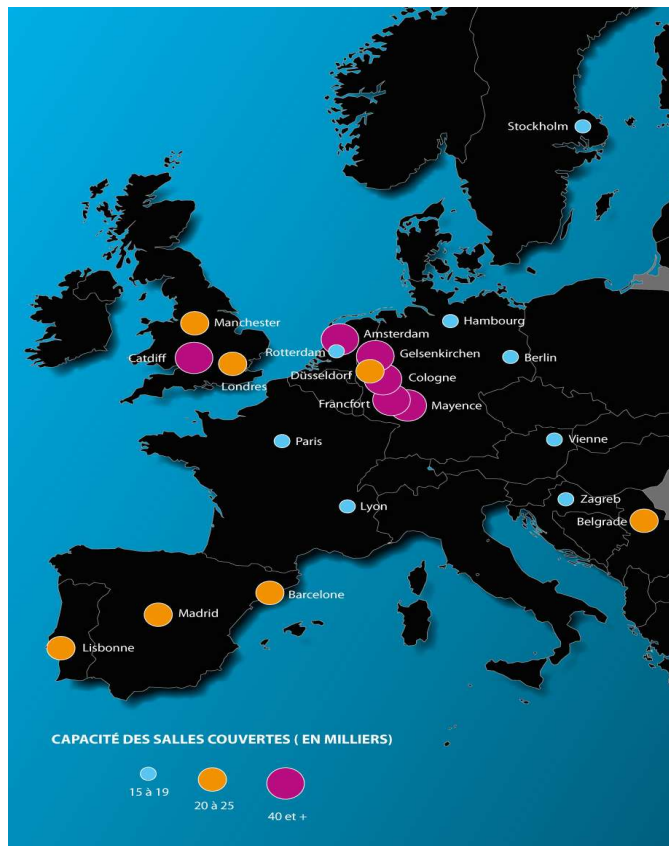 Stockholm
Manchester
Hambourg
Amsterdam
Rotterdam
Gelsenkirchen
Berlin
Catdiff
Düsseldorf
Cologne
Londres
Francfort
Mayence
Paris
Vienne
Zagreb
Lyon
Belgrade
Barcelone
Madrid
Lisbonne
CAPACITÉ DES SALLES COUVERTES ( EN MILLIERS)
15 à 19
20 à 25
40 et +